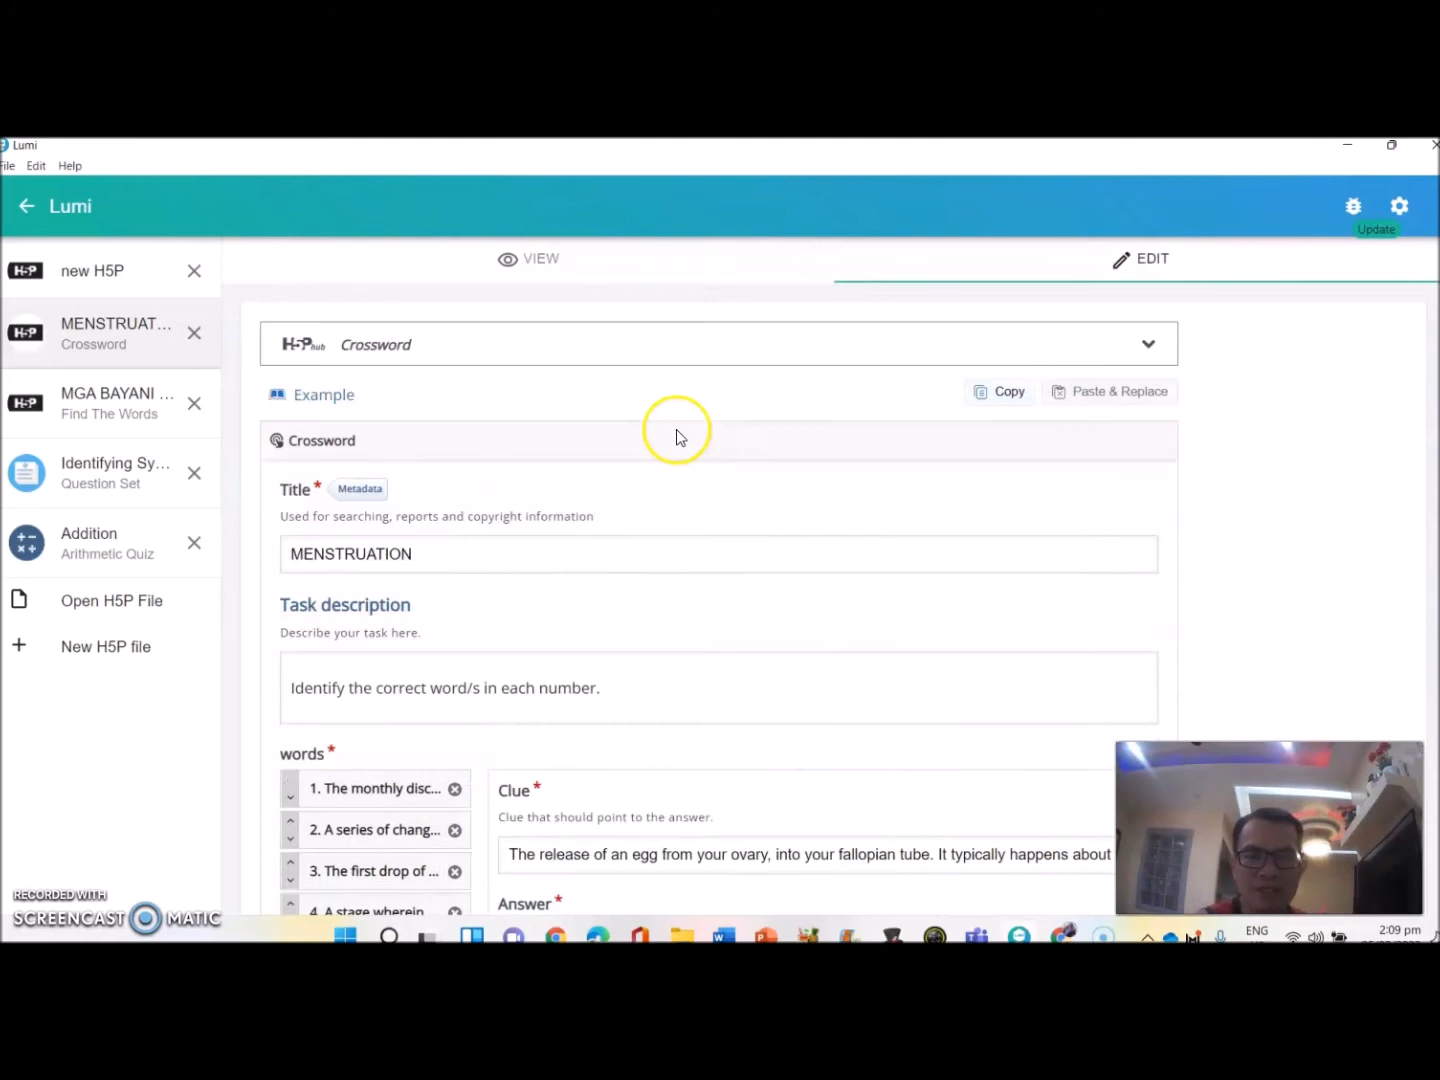 Lumi
File Edit Help
Lumi
Update
new H5P
MENSTRUAT...
Crossword
MGA BAYANI ...
Find The Words
Identifying Sy...
Question Set
Addition
Arithmetic Quiz
Open H5P File
New H5P file
VIEW
EDIT
H5P hub Crossword
Example
Copy
Paste & Replace
Crossword
Title* Metadata
Used for searching, reports and copyright information
MENSTRUATION
Task description
Describe your task here.
Identify the correct word/s in each number.
words*
1. The monthly disc...
2. A series of chang...
3. The first drop of ...
4. A stage wherein
Clue*
Clue that should point to the answer.
The release of an egg from your ovary, into your fallopian tube. It typically happens about
Answer*
RECORDED WITH
SCREENCAST MATIC
ENG
2:09 pm